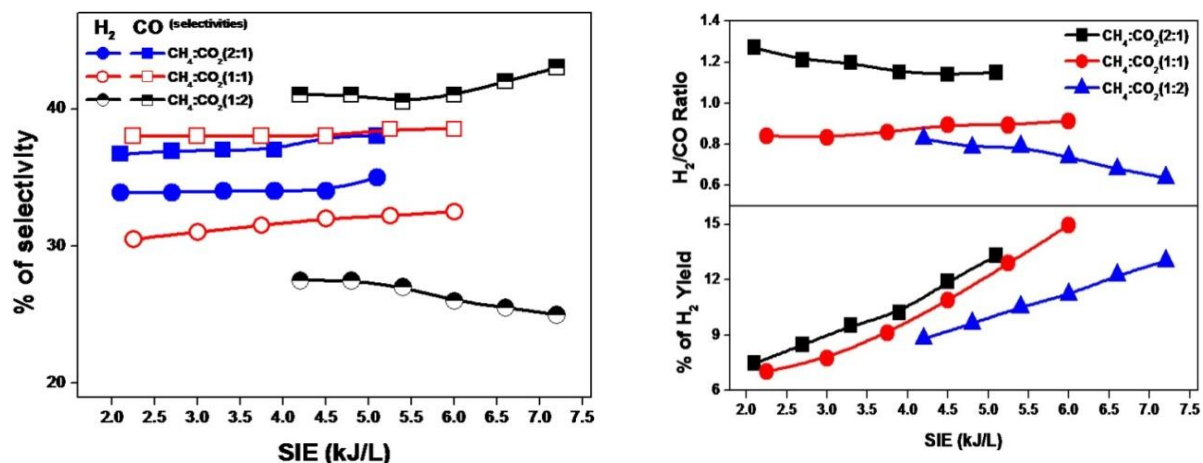 H₂ CO (selectivities)
CH₄:CO₂(2:1)
CH₄:CO₂(1:1)
CH₄:CO₂(1:2)
% of selectivity
40
30
20
2.0 2.5 3.0 3.5 4.0 4.5 5.0 5.5 6.0 6.5 7.0 7.5
SIE (kJ/L)
H₂/CO Ratio
1.4
1.2
1.0
0.8
0.6
CH₄:CO₂(2:1)
CH₄:CO₂(1:1)
CH₄:CO₂(1:2)
% of H₂ Yield
15
12
9
6
2.0 2.5 3.0 3.5 4.0 4.5 5.0 5.5 6.0 6.5 7.0 7.5
SIE (kJ/L)